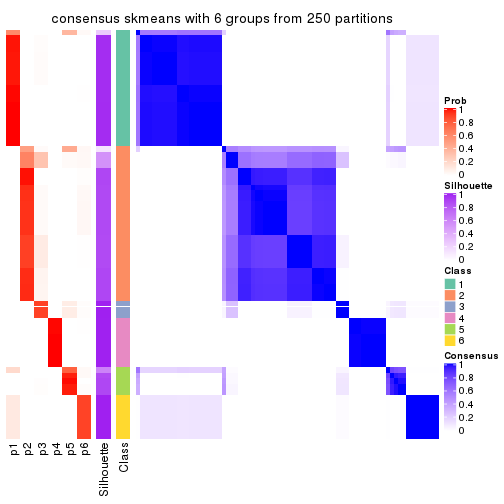 consensus skmeans with 6 groups from 250 partitions
Prob
1
0.8
0.6
0.4
0.2
0
Silhouette
1
0.8
0.6
0.4
0.2
0
Class
1
2
3
4
5
6
Consensus
1
0.8
0.6
0.4
0.2
0
p1
p2
p3
p4
p5
p6
Silhouette
Class